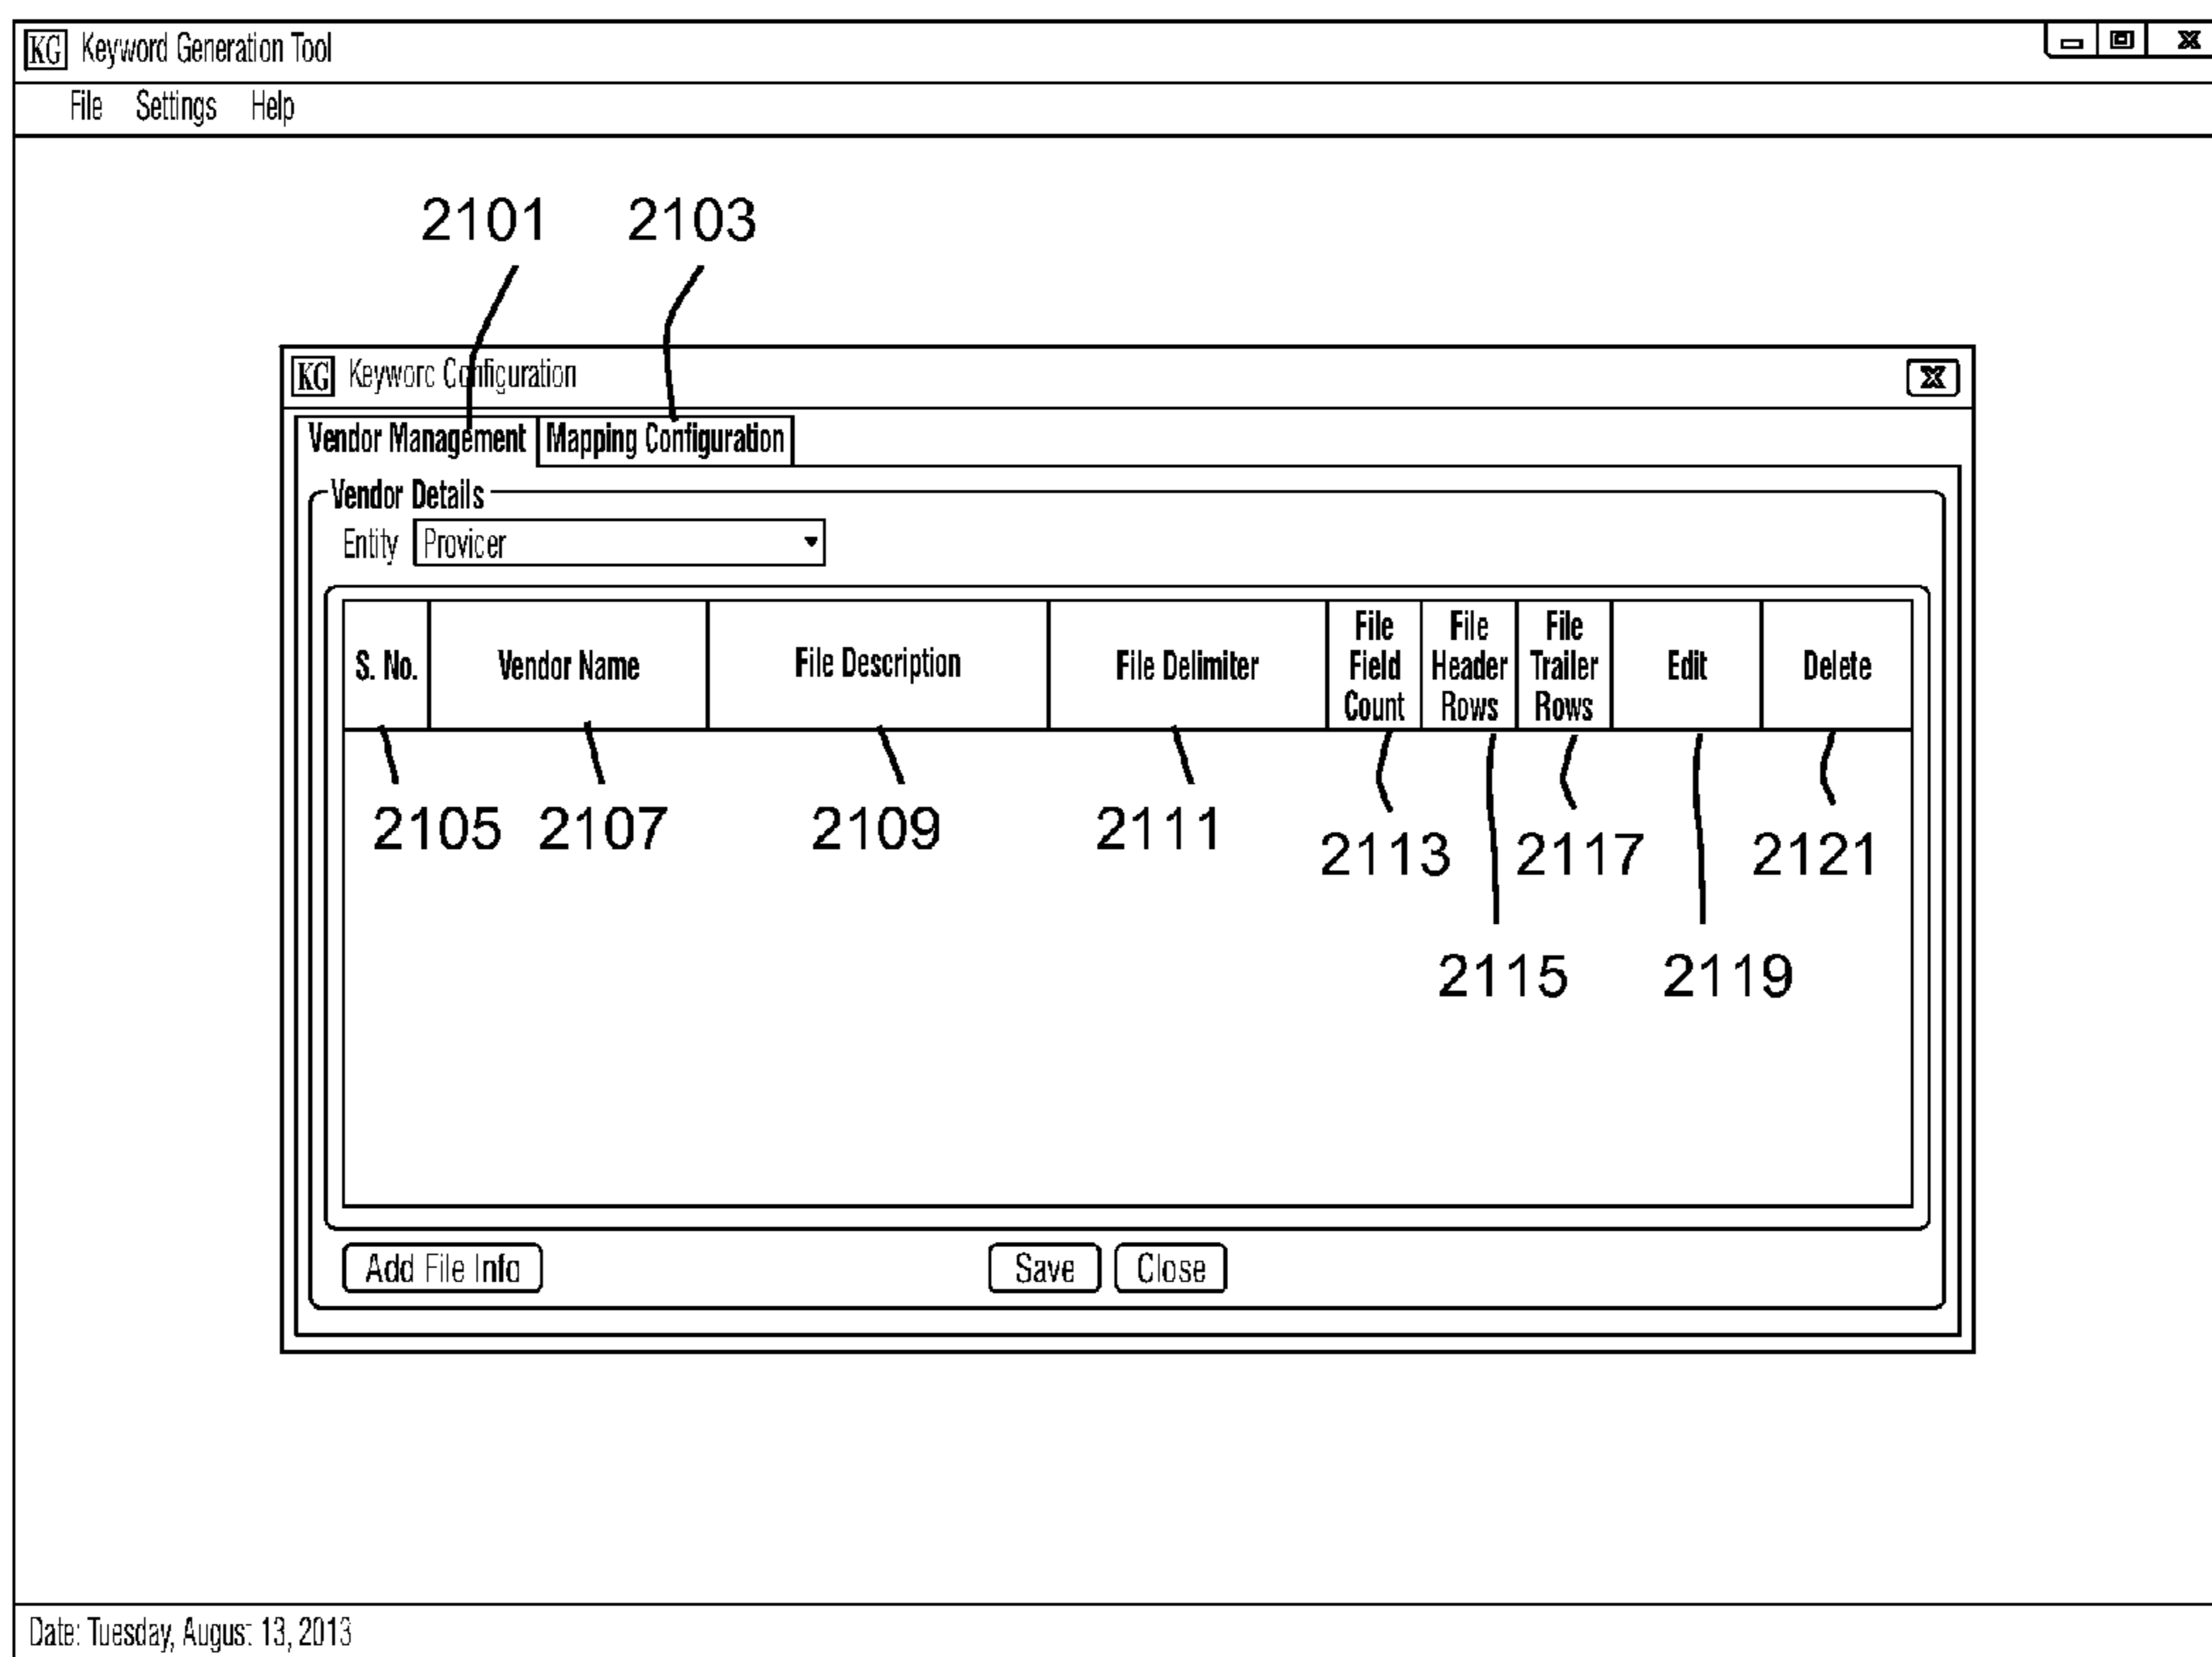 KG Keyword Generation Tool
File Settings Help
2101 2103
KG Keyworc Configuration
Vendor Management Mapping Configuration
Vendor Details
Entity Provicer
S. No. Vendor Name File Description File Delimiter File Field Count File Header Rows File Trailer Rows Edit Delete
2105 2107 2109 2111 2113 2117 2121
2115 2119
Add File Info Save Close
Date: Tuesday, August 13, 2013